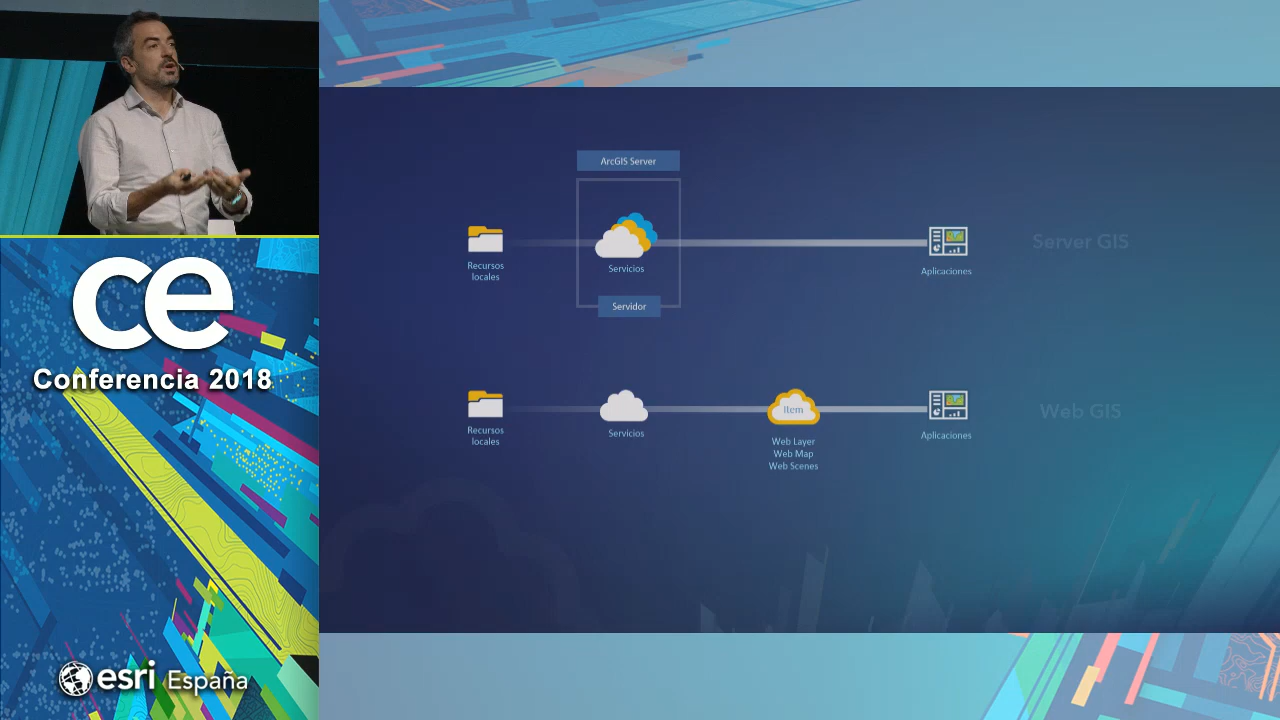 ce
Conferencia 2018
esri España
ArcGIS Server
Recursos
locales
Servicios
Servidor
Aplicaciones
Server GIS
Recursos
locales
Servicios
Item
Web Layer
Web Map
Web Scenes
Aplicaciones
Web GIS